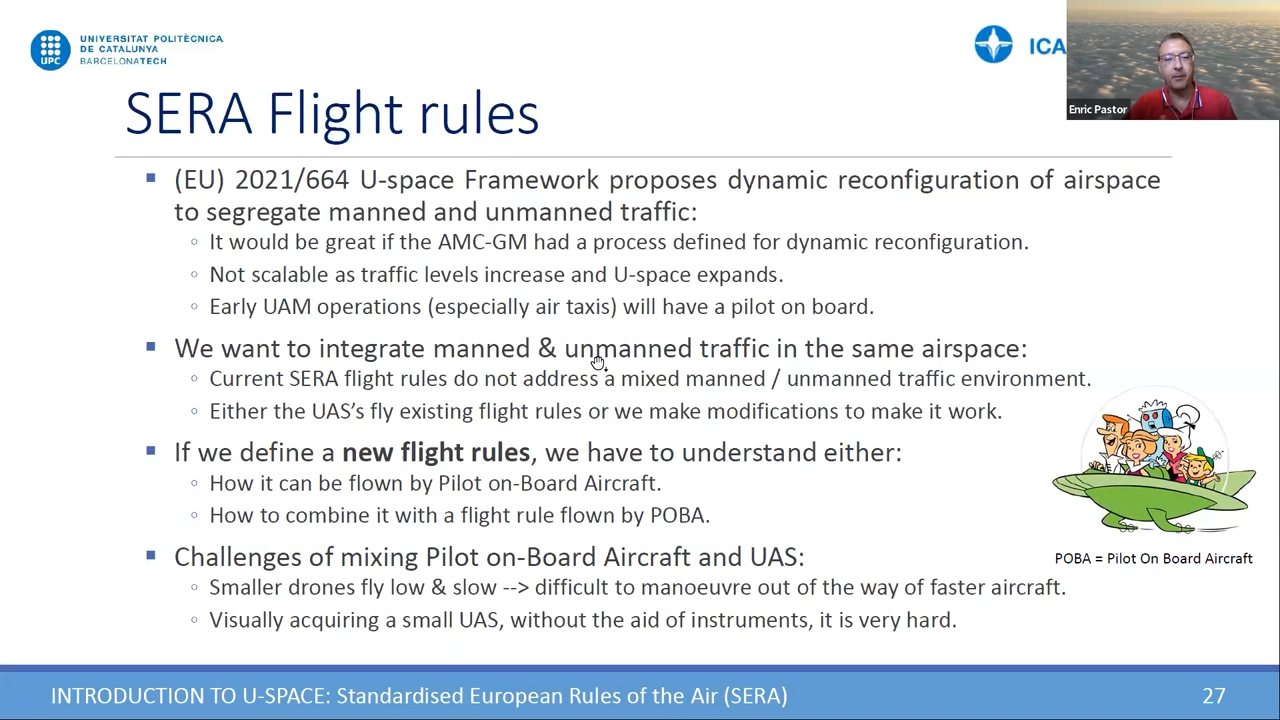 UNIVERSITAT POLITÈCNICA
DE CATALUNYA
BARCELONATECH
UPC
ICA
Enric Pastor
SERA Flight rules
(EU) 2021/664 U-space Framework proposes dynamic reconfiguration of airspace
to segregate manned and unmanned traffic:
It would be great if the AMC-GM had a process defined for dynamic reconfiguration.
Not scalable as traffic levels increase and U-space expands.
Early UAM operations (especially air taxis) will have a pilot on board.
We want to integrate manned & unmanned traffic in the same airspace:
Current SERA flight rules do not address a mixed manned / unmanned traffic environment.
Either the UAS’s fly existing flight rules or we make modifications to make it work.
If we define a new flight rules, we have to understand either:
How it can be flown by Pilot on-Board Aircraft.
How to combine it with a flight rule flown by POBA.
Challenges of mixing Pilot on-Board Aircraft and UAS:
POBA = Pilot On Board Aircraft
Smaller drones fly low & slow --> difficult to manoeuvre out of the way of faster aircraft.
Visually acquiring a small UAS, without the aid of instruments, it is very hard.
INTRODUCTION TO U-SPACE: Standardised European Rules of the Air (SERA)
27